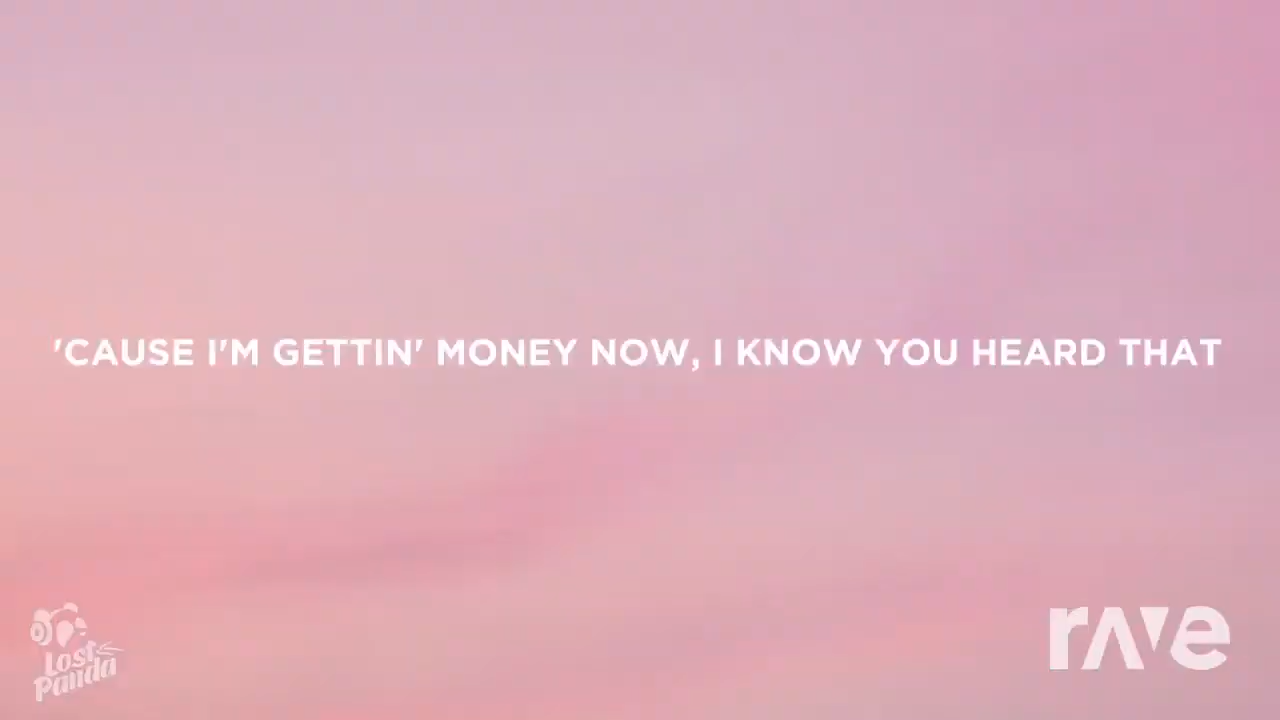 'CAUSE I'M GETTIN' MONEY NOW, I KNOW YOU HEARD THAT
Lost
Panda
rave